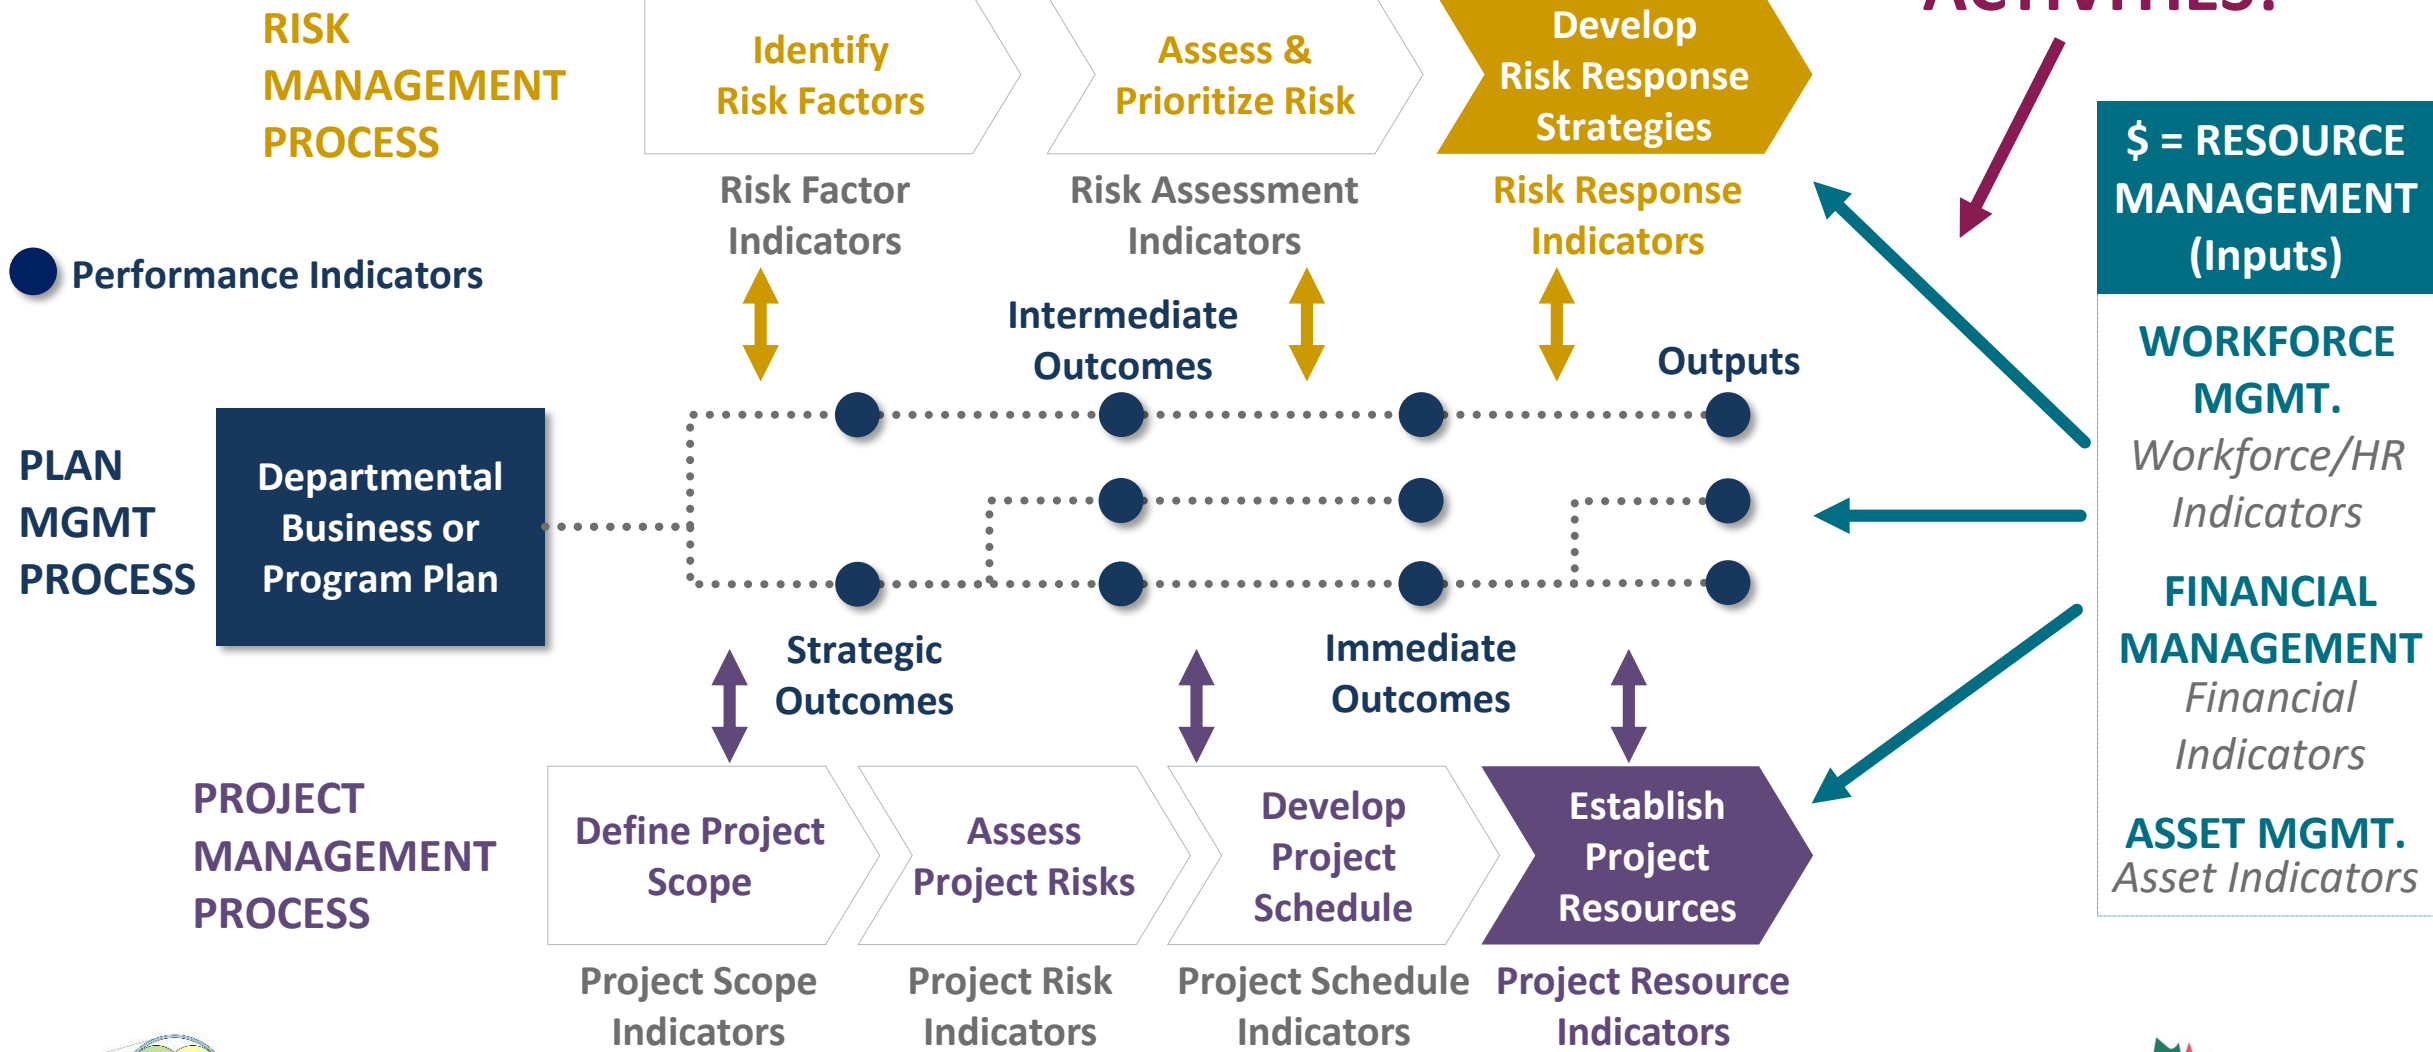 ACTIVITIES?
RISK
MANAGEMENT
PROCESS
Identify
Risk Factors
Assess &
Prioritize Risk
Develop
Risk Response
Strategies
Risk Factor
Indicators
Risk Assessment
Indicators
Risk Response
Indicators
Performance Indicators
Intermediate
Outcomes
Outputs
PLAN
MGMT
PROCESS
Departmental
Business or
Program Plan
Strategic
Outcomes
Immediate
Outcomes
PROJECT
MANAGEMENT
PROCESS
Define Project
Scope
Assess
Project Risks
Develop
Project
Schedule
Establish
Project
Resources
Project Scope
Indicators
Project Risk
Indicators
Project Schedule
Indicators
Project Resource
Indicators
$ = RESOURCE
MANAGEMENT
(Inputs)
WORKFORCE
MGMT.
Workforce/HR
Indicators
FINANCIAL
MANAGEMENT
Financial
Indicators
ASSET MGMT.
Asset Indicators